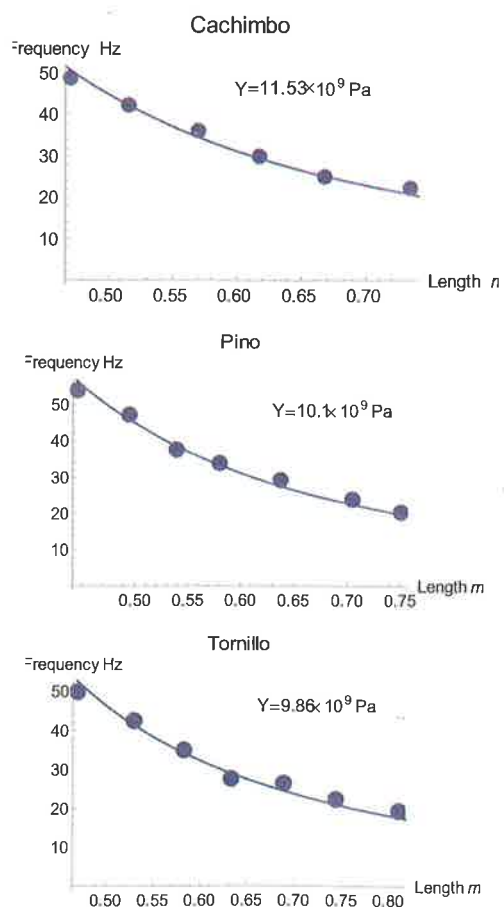 Cachimbo
Frequency Hz
Y=11.53×10⁹ Pa
50
40
30
20
10
0.50 0.55 0.60 0.65 0.70
Length
Pino
Frequency Hz
Y=10.1×10⁹ Pa
50
40
30
20
10
0.50 0.55 0.60 0.65 0.70 0.75
Length m
Tornillo
Frequency Hz
Y=9.86×10⁹ Pa
50
40
30
20
10
0.50 0.55 0.60 0.65 0.70 0.75 0.80
Length m